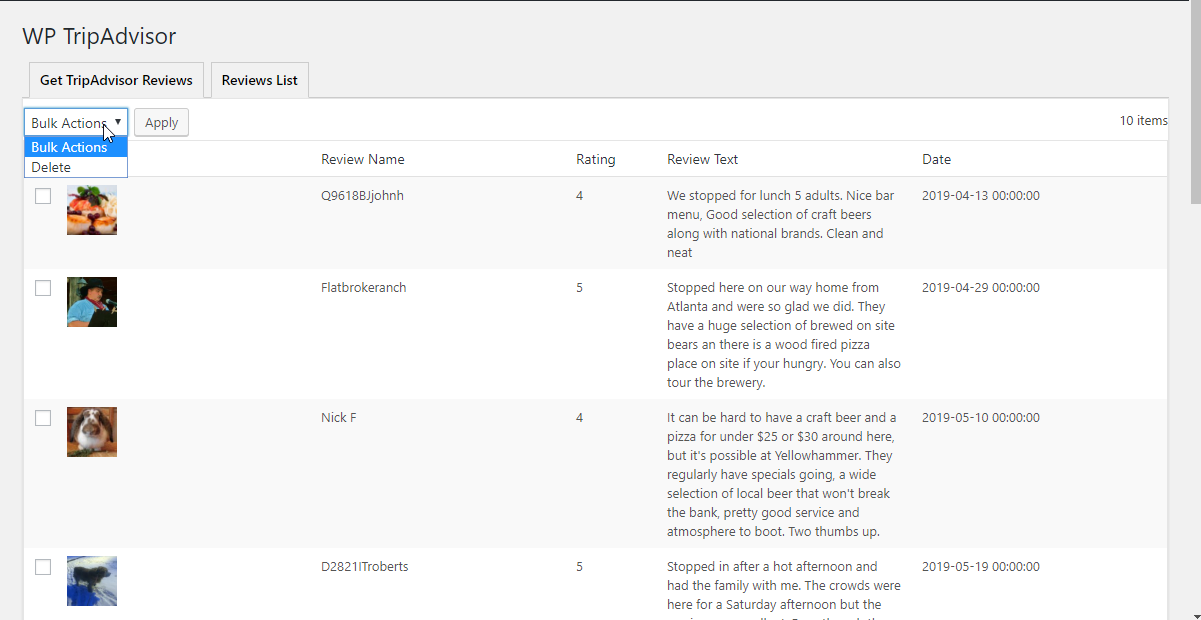 WP TripAdvisor
Get TripAdvisor Reviews
Reviews List
Bulk Actions
Apply
10 items
Bulk Actions
Delete
Review Name
Rating
Review Text
Date
Q9618BJjohnh
4
We stopped for lunch 5 adults. Nice bar
menu, Good selection of craft beers
along with national brands. Clean and
neat
2019-04-13 00:00:00
Flatbrokeranch
5
Stopped here on our way home from
Atlanta and were so glad we did. They
have a huge selection of brewed on site
bears an there is a wood fired pizza
place on site if your hungry. You can also
tour the brewery.
2019-04-29 00:00:00
Nick F
4
It can be hard to have a craft beer and a
pizza for under $25 or $30 around here,
but it's possible at Yellowhammer. They
regularly have specials going, a wide
selection of local beer that won't break
the bank, pretty good service and
atmosphere to boot. Two thumbs up.
2019-05-10 00:00:00
D2821ITroberts
5
Stopped in after a hot afternoon and
had the family with me. The crowds were
here for a Saturday afternoon but the
2019-05-19 00:00:00